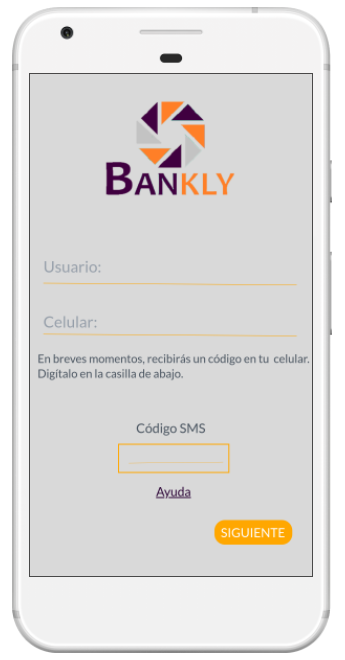 BANKLY
Usuario:
Celular:
En breves momentos, recibirás un código en tu celular.
Digítalo en la casilla de abajo.
Código SMS
Ayuda
SIGUIENTE